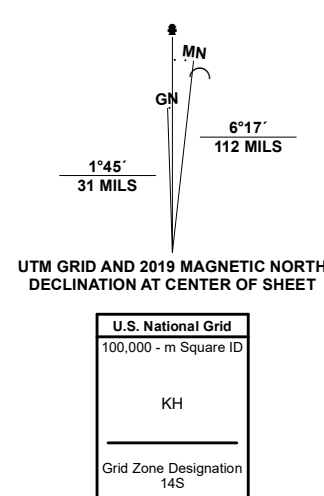 MN
GN
6°17´
112 MILS
1°45´
31 MILS
UTM GRID AND 2019 MAGNETIC NORTH
DECLINATION AT CENTER OF SHEET
U.S. National Grid
100,000 - m Square ID
KH
Grid Zone Designation
14S